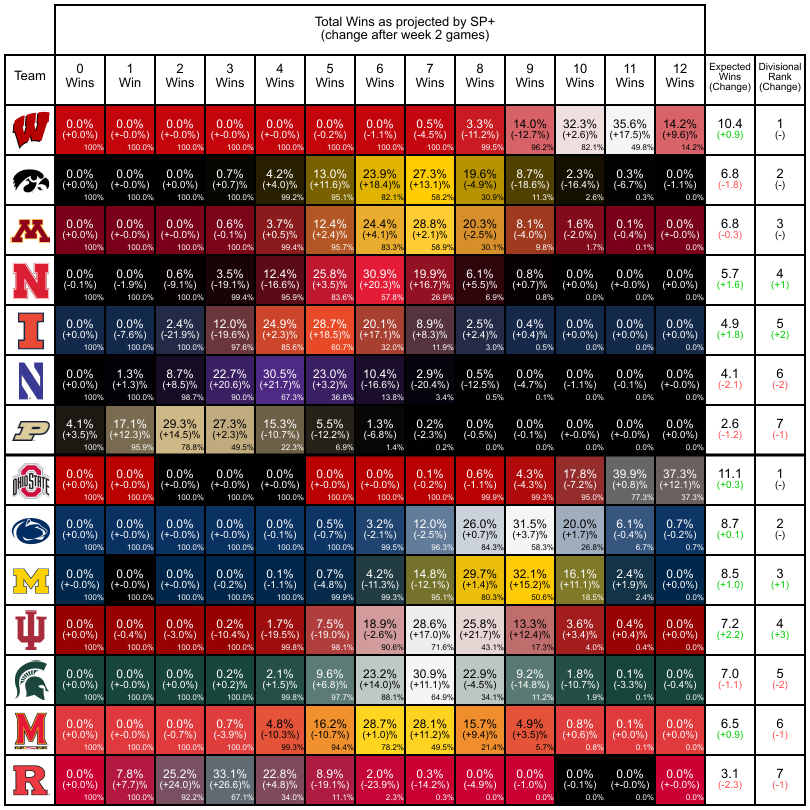 Total Wins as projected by SP+
(change after week 2 games)
Team 0 Wins 1 Win 2 Wins 3 Wins 4 Wins 5 Wins 6 Wins 7 Wins 8 Wins 9 Wins 10 Wins 11 Wins 12 Wins Expected Wins (Change) Divisional Rank (Change)
W 0.0% 0.0% 0.0% 0.0% 0.0% 0.0% 0.0% 0.5% 3.3% 14.0% 32.3% 35.6% 14.2% 10.4 1
(+0.0)% (+-0.0)% (+-0.0)% (+-0.0)% (+-0.0)% (-0.2)% (-1.1)% (-4.5)% (-11.2)% (-12.7)% (+2.6)% (+17.5)% (+9.6)% (+0.9) (-)
100% 100.0% 100.0% 100.0% 100.0% 100.0% 100.0% 100.0% 99.5% 96.2% 82.1% 49.8% 14.2%
0.0% 0.0% 0.0% 0.7% 4.2% 13.0% 23.9% 27.3% 19.6% 8.7% 2.3% 0.3% 0.0% 6.8 2
(+0.0)% (+-0.0)% (+0.0)% (+0.7)% (+4.0)% (+11.6)% (+18.4)% (+13.1)% (-4.9)% (-18.6)% (-16.4)% (-6.7)% (-1.1)% (-1.8) (-)
100% 100.0% 100.0% 100.0% 99.2% 95.1% 82.1% 58.2% 30.9% 11.3% 2.6% 0.3% 0.0%
M 0.0% 0.0% 0.0% 0.6% 3.7% 12.4% 24.4% 28.8% 20.3% 8.1% 1.6% 0.1% 0.0% 6.8 3
(+0.0)% (+-0.0)% (+-0.0)% (-0.1)% (+0.5)% (+2.4)% (+4.1)% (+2.1)% (-2.5)% (-4.0)% (-2.0)% (-0.4)% (+-0.0)% (-0.3) (-)
100% 100.0% 100.0% 100.0% 99.4% 95.7% 83.3% 58.9% 30.1% 9.8% 1.7% 0.1% 0.0%
N 0.0% 0.0% 0.6% 3.5% 12.4% 25.8% 30.9% 19.9% 6.1% 0.8% 0.0% 0.0% 0.0% 5.7 4
(-0.1)% (-1.9)% (-9.1)% (-19.1)% (-16.6)% (+3.5)% (+20.3)% (+16.7)% (+5.5)% (+0.7)% (+0.0)% (+0.0)% (+0.0)% (+1.6) (+1)
100% 100.0% 100.0% 99.4% 95.9% 83.6% 57.8% 26.9% 6.9% 0.8% 0.0% 0.0% 0.0%
I 0.0% 0.0% 2.4% 12.0% 24.9% 28.7% 20.1% 8.9% 2.5% 0.4% 0.0% 0.0% 0.0% 4.9 5
(+0.0)% (-7.6)% (-21.9)% (-19.6)% (+2.3)% (+18.5)% (+17.1)% (+8.3)% (+2.4)% (+0.4)% (+0.0)% (+0.0)% (+0.0)% (+1.8) (+2)
100% 100.0% 100.0% 97.6% 85.6% 60.7% 32.0% 11.9% 3.0% 0.5% 0.0% 0.0% 0.0%
N 0.0% 1.3% 8.7% 22.7% 30.5% 23.0% 10.4% 2.9% 0.5% 0.0% 0.0% 0.0% 0.0% 4.1 6
(+0.0)% (+1.3)% (+8.5)% (+20.6)% (+21.7)% (+3.2)% (-16.6)% (-20.4)% (-12.5)% (-4.7)% (-1.1)% (-0.1)% (+-0.0)% (-2.1) (-2)
100% 100.0% 98.7% 90.0% 67.3% 36.8% 13.8% 3.4% 0.5% 0.1% 0.0% 0.0% 0.0%
P 4.1% 17.1% 29.3% 27.3% 15.3% 5.5% 1.3% 0.2% 0.0% 0.0% 0.0% 0.0% 0.0% 2.6 7
(+3.5)% (+12.3)% (+14.5)% (+2.3)% (-10.7)% (-12.2)% (-6.8)% (-2.3)% (-0.5)% (-0.1)% (+-0.0)% (+-0.0)% (+-0.0)% (-1.2) (-1)
100% 95.9% 78.8% 49.5% 22.3% 6.9% 1.4% 0.2% 0.0% 0.0% 0.0% 0.0% 0.0%
OHIO STATE 0.0% 0.0% 0.0% 0.0% 0.0% 0.0% 0.0% 0.1% 0.6% 4.3% 17.8% 39.9% 37.3% 11.1 1
(+0.0)% (+0.0)% (+-0.0)% (+-0.0)% (+-0.0)% (+-0.0)% (+-0.0)% (-0.2)% (-1.1)% (-4.3)% (-7.2)% (+0.8)% (+12.1)% (+0.3) (-)
100% 100.0% 100.0% 100.0% 100.0% 100.0% 100.0% 100.0% 99.9% 99.3% 95.0% 77.3% 37.3%
0.0% 0.0% 0.0% 0.0% 0.0% 0.5% 3.2% 12.0% 26.0% 31.5% 20.0% 6.1% 0.7% 8.7 2
(+0.0)% (+-0.0)% (+-0.0)% (+-0.0)% (-0.1)% (-0.7)% (-2.1)% (-2.5)% (+0.7)% (+3.7)% (+1.7)% (-0.4)% (-0.2)% (+0.1) (-)
100% 100.0% 100.0% 100.0% 100.0% 100.0% 99.5% 96.3% 84.3% 58.3% 26.8% 6.7% 0.7%
M 0.0% 0.0% 0.0% 0.0% 0.1% 0.7% 4.2% 14.8% 29.7% 32.1% 16.1% 2.4% 0.0% 8.5 3
(+-0.0)% (+-0.0)% (+-0.0)% (-0.2)% (-1.1)% (-4.8)% (-11.3)% (-12.1)% (+1.4)% (+15.2)% (+11.1)% (+1.9)% (+0.0)% (+1.0) (+1)
100% 100.0% 100.0% 100.0% 100.0% 99.9% 99.3% 95.1% 80.3% 50.6% 18.5% 2.4% 0.0%
IU 0.0% 0.0% 0.0% 0.2% 1.7% 7.5% 18.9% 28.6% 25.8% 13.3% 3.6% 0.4% 0.0% 7.2 4
(+0.0)% (-0.4)% (-3.0)% (-10.4)% (-19.5)% (-19.0)% (-2.6)% (+17.0)% (+21.7)% (+12.4)% (+3.4)% (+0.4)% (+0.0)% (+2.2) (+3)
100% 100.0% 100.0% 100.0% 99.8% 98.1% 90.6% 71.6% 43.1% 17.3% 4.0% 0.4% 0.0%
0.0% 0.0% 0.0% 0.2% 2.1% 9.6% 23.2% 30.9% 22.9% 9.2% 1.8% 0.1% 0.0% 7.0 5
(+0.0)% (+-0.0)% (+0.0)% (+0.2)% (+1.5)% (+6.8)% (+14.0)% (+11.1)% (-4.5)% (-14.8)% (-10.7)% (-3.3)% (-0.4)% (-1.1) (-2)
100% 100.0% 100.0% 100.0% 99.8% 97.7% 88.1% 64.9% 34.1% 11.2% 1.9% 0.1% 0.0%
M 0.0% 0.0% 0.0% 0.7% 4.8% 16.2% 28.7% 28.1% 15.7% 4.9% 0.8% 0.1% 0.0% 6.5 6
(+0.0)% (+-0.0)% (-0.7)% (-3.9)% (-10.3)% (-10.7)% (+1.0)% (+11.2)% (+9.4)% (+3.5)% (+0.6)% (+0.0)% (+0.0)% (+0.9) (-1)
100% 100.0% 100.0% 100.0% 99.3% 94.4% 78.2% 49.5% 21.4% 5.7% 0.8% 0.1% 0.0%
R 0.0% 7.8% 25.2% 33.1% 22.8% 8.9% 2.0% 0.3% 0.0% 0.0% 0.0% 0.0% 0.0% 3.1 7
(+0.0)% (+7.7)% (+24.0)% (+26.6)% (+4.8)% (-19.1)% (-23.9)% (-14.2)% (-4.9)% (-1.0)% (-0.1)% (+-0.0)% (+-0.0)% (-2.3) (-1)
100% 100.0% 92.2% 67.1% 34.0% 11.1% 2.3% 0.3% 0.0% 0.0% 0.0% 0.0% 0.0%